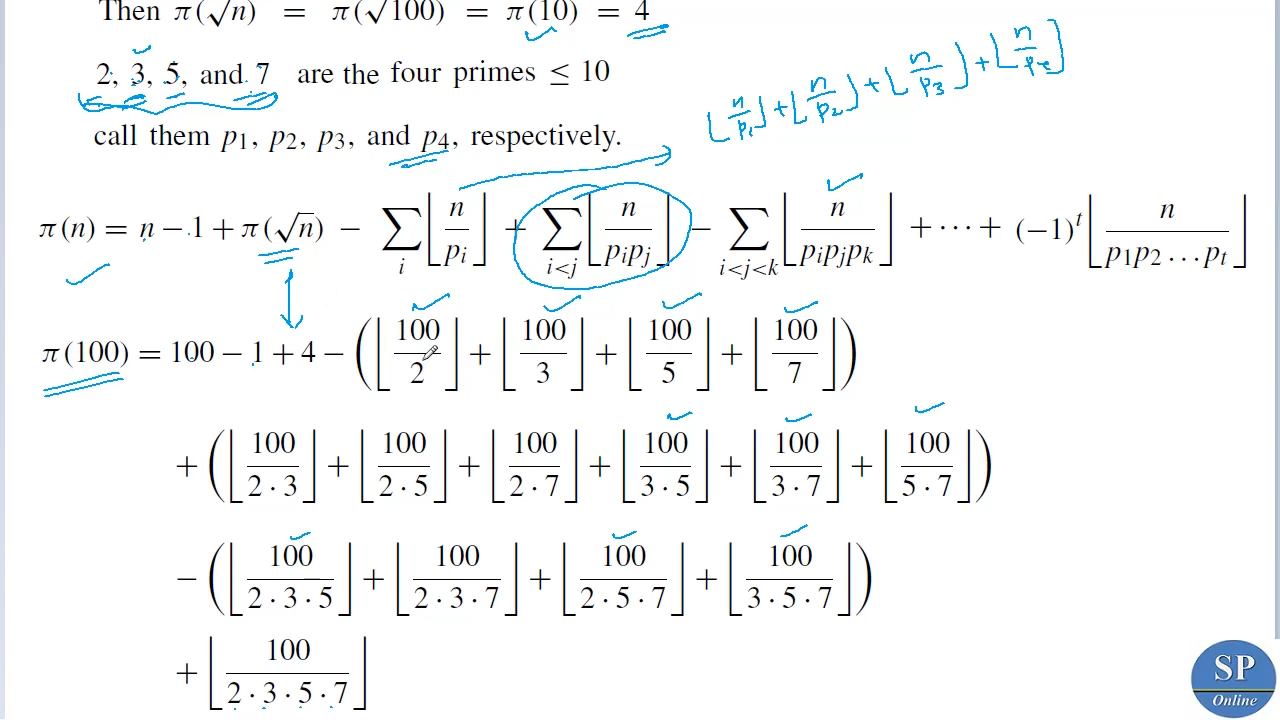 Then π(√n) = π(√100) = π(10) = 4
2, 3, 5, and 7 are the four primes ≤ 10
⌊n/p1⌋ + ⌊n/p2⌋ + ⌊n/p3⌋ + ⌊n/p4⌋
call them p1, p2, p3, and p4, respectively.
π(n) = n − 1 + π(√n) − ∑_i ⌊n/p_i⌋ + ∑_{i<j} ⌊n/(p_i p_j)⌋ − ∑_{i<j<k} ⌊n/(p_i p_j p_k)⌋ + ⋯ + (−1)^t ⌊n/(p1p2 … p_t)⌋
π(100) = 100 − 1 + 4 − (⌊100/2⌋ + ⌊100/3⌋ + ⌊100/5⌋ + ⌊100/7⌋)
+ (⌊100/(2 · 3)⌋ + ⌊100/(2 · 5)⌋ + ⌊100/(2 · 7)⌋ + ⌊100/(3 · 5)⌋ + ⌊100/(3 · 7)⌋ + ⌊100/(5 · 7)⌋)
− (⌊100/(2 · 3 · 5)⌋ + ⌊100/(2 · 3 · 7)⌋ + ⌊100/(2 · 5 · 7)⌋ + ⌊100/(3 · 5 · 7)⌋)
+ ⌊100/(2 · 3 · 5 · 7)⌋
SP
Online